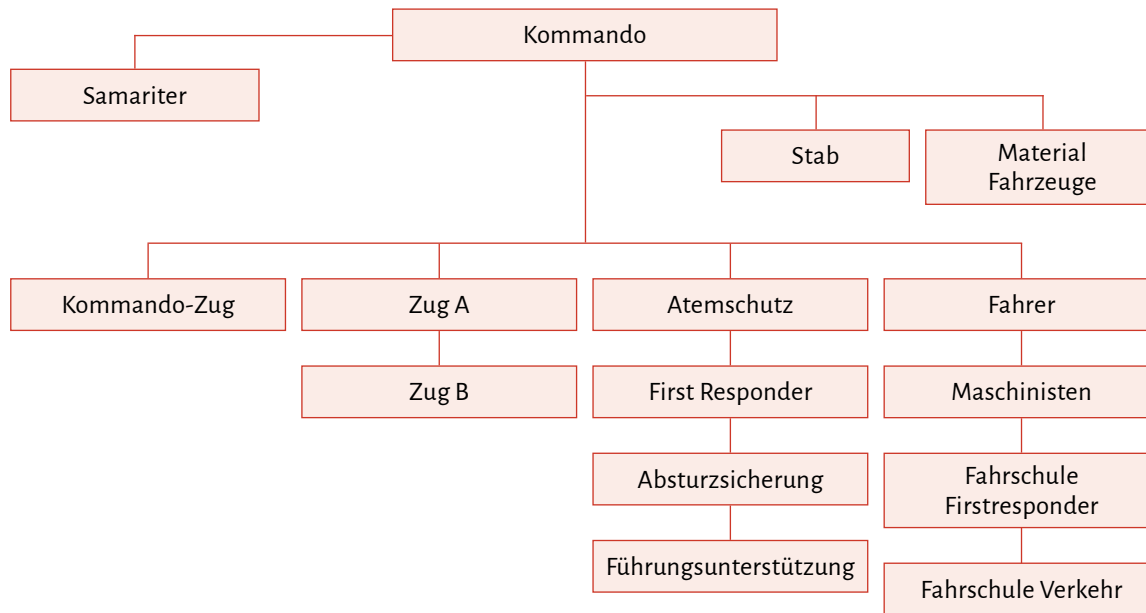 Kommando
Samariter
Stab
Material
Fahrzeuge
Kommando-Zug
Zug A
Atemschutz
Fahrer
Zug B
First Responder
Maschinisten
Absturzsicherung
Fahrschule
Firstresponder
Führungsunterstützung
Fahrschule Verkehr